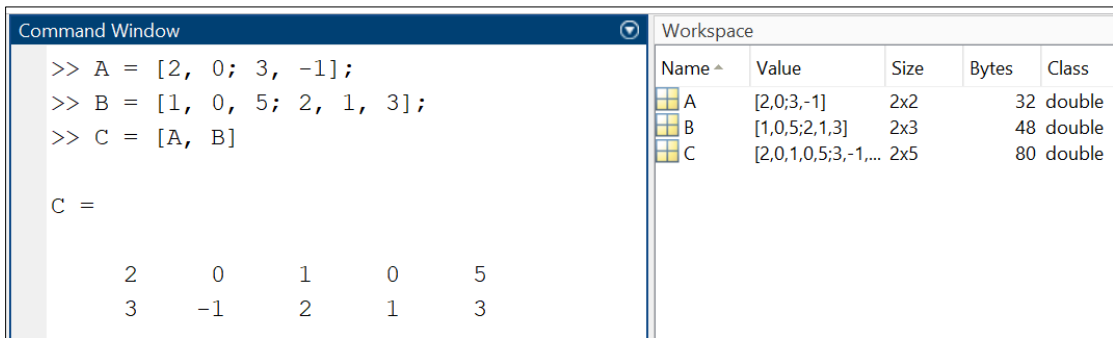 Command Window
>> A = [2, 0; 3, -1];
>> B = [1, 0, 5; 2, 1, 3];
>> C = [A, B]
C =
2 0 1 0 5
3 -1 2 1 3
Workspace
Name Value Size Bytes Class
A [2,0;3,-1] 2x2 32 double
B [1,0,5;2,1,3] 2x3 48 double
C [2,0,1,0,5;3,-1,... 2x5 80 double